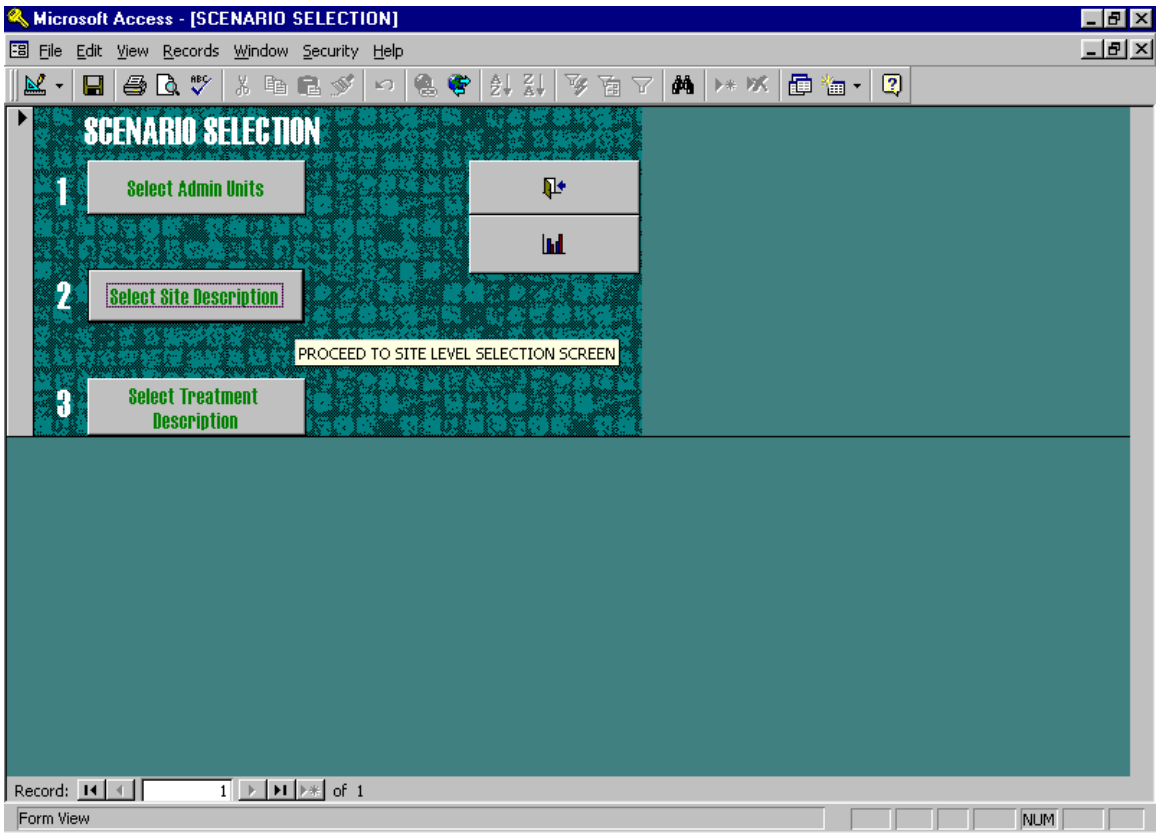 Microsoft Access - [SCENARIO SELECTION]
File Edit View Records Window Security Help
ABC
A Z Z A
SCENARIO SELECTION
1 Select Admin Units
2 Select Site Description
PROCEED TO SITE LEVEL SELECTION SCREEN
3 Select Treatment
Description
Record: 1 of 1
Form View NUM